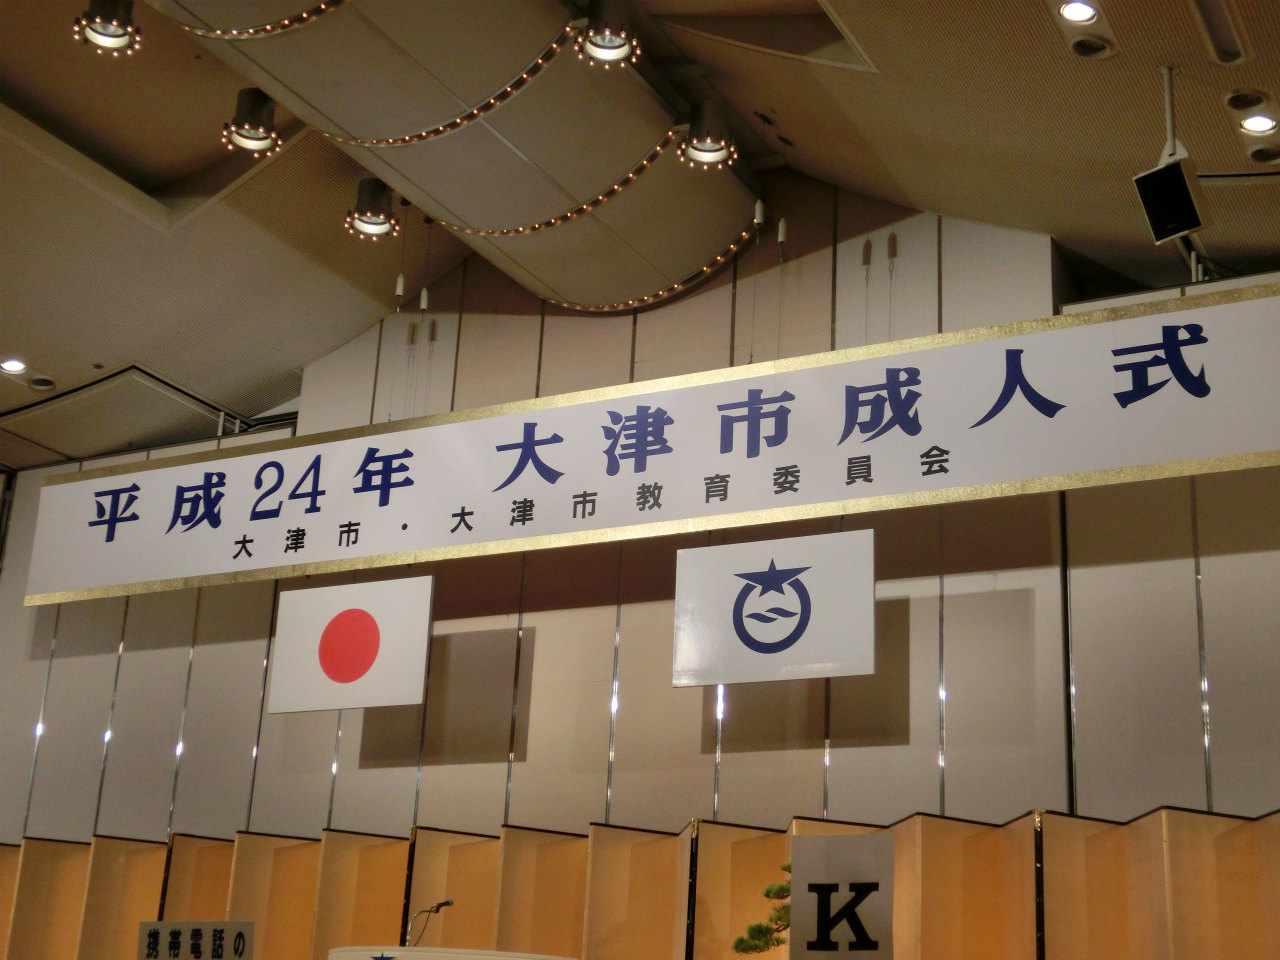 平成24年 大津市成人式
大津市・大津市教育委員会
携帯電話の
K